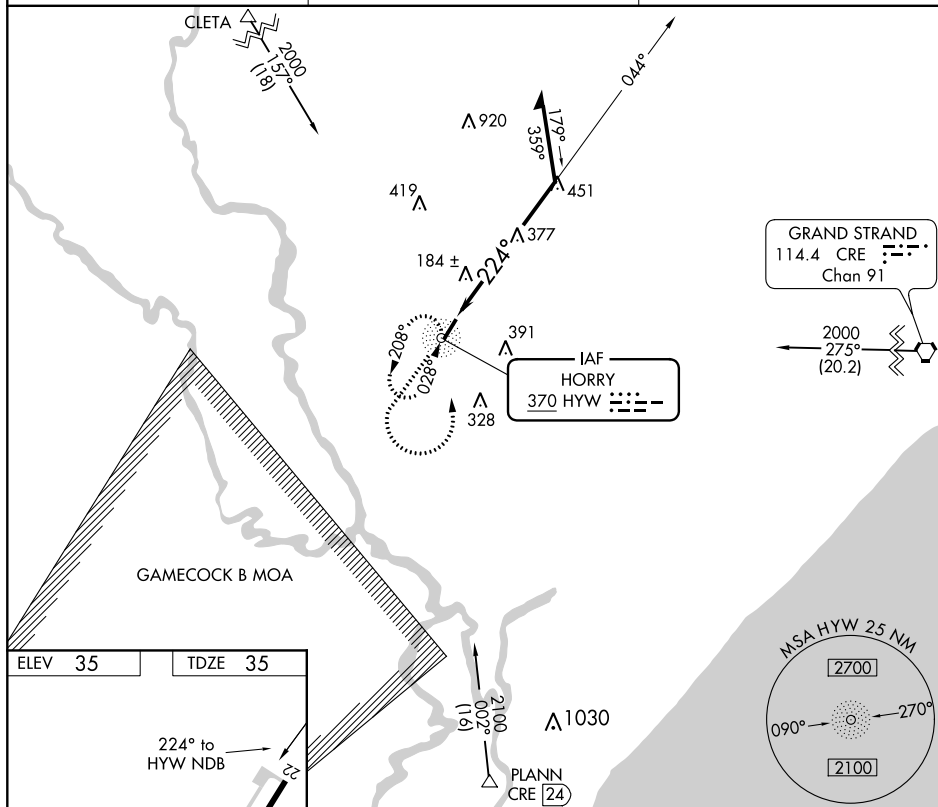 CLETA
2000
157°
(18)
044°
920
179°
359°
451
419
377
184 ±
224°
GRAND STRAND
114.4 CRE
Chan 91
2000
275°
(20.2)
208°
028°
391
IAF
HORRY
370 HYW
328
GAMECOCK B MOA
ELEV 35
TDZE 35
224° to
HYW NDB
22
2100
002°
(16)
1030
PLANN
CRE 24
MSA HYW 25 NM
2700
090°
270°
2100